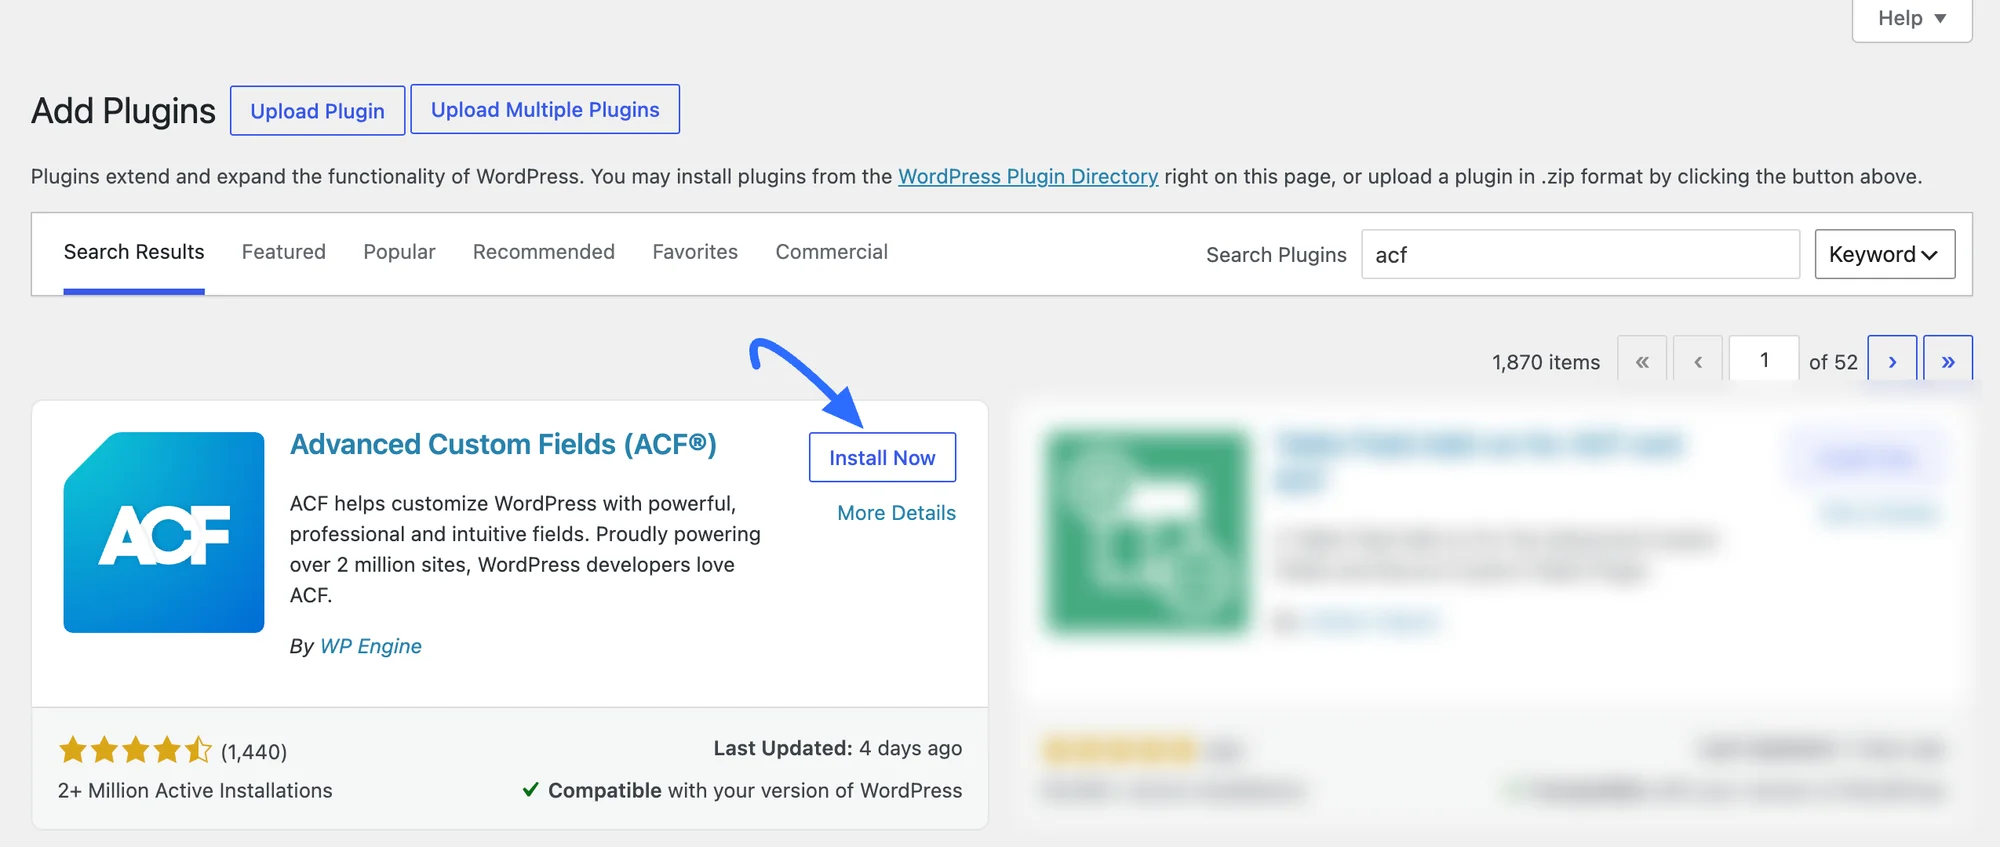 Help ▼
Add Plugins
Upload Plugin
Upload Multiple Plugins
Plugins extend and expand the functionality of WordPress. You may install plugins from the WordPress Plugin Directory right on this page, or upload a plugin in .zip format by clicking the button above.
Search Results
Featured
Popular
Recommended
Favorites
Commercial
Search Plugins
acf
Keyword
1,870 items
«
‹
1
of 52
›
»
ACF
Advanced Custom Fields (ACF®)
Install Now
More Details
ACF helps customize WordPress with powerful,
professional and intuitive fields. Proudly powering
over 2 million sites, WordPress developers love
ACF.
By WP Engine
(1,440)
Last Updated: 4 days ago
2+ Million Active Installations
Compatible with your version of WordPress